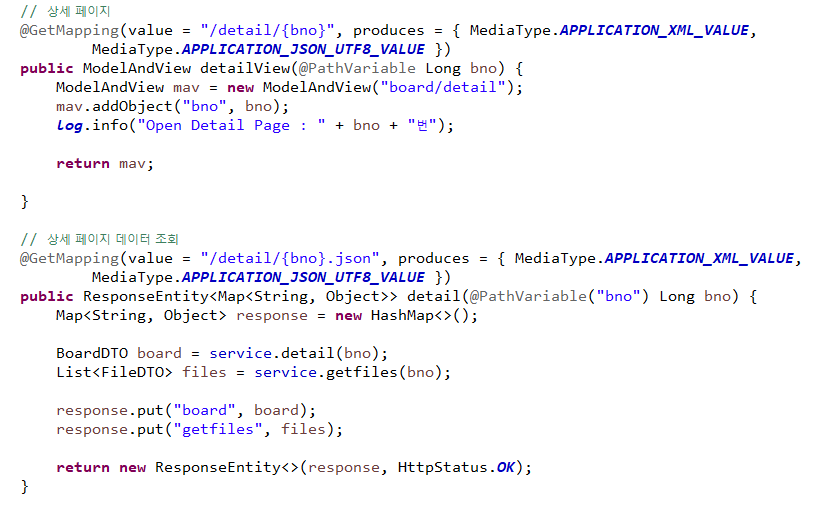 // 상세 페이지
@GetMapping(value = "/detail/{bno}", produces = { MediaType.APPLICATION_XML_VALUE,
MediaType.APPLICATION_JSON_UTF8_VALUE })
public ModelAndView detailView(@PathVariable Long bno) {
ModelAndView mav = new ModelAndView("board/detail");
mav.addObject("bno", bno);
log.info("Open Detail Page : " + bno + "번");
return mav;
}
// 상세 페이지 데이터 조회
@GetMapping(value = "/detail/{bno}.json", produces = { MediaType.APPLICATION_XML_VALUE,
MediaType.APPLICATION_JSON_UTF8_VALUE })
public ResponseEntity<Map<String, Object>> detail(@PathVariable("bno") Long bno) {
Map<String, Object> response = new HashMap<>();
BoardDTO board = service.detail(bno);
List<FileDTO> files = service.getfiles(bno);
response.put("board", board);
response.put("getfiles", files);
return new ResponseEntity<>(response, HttpStatus.OK);
}